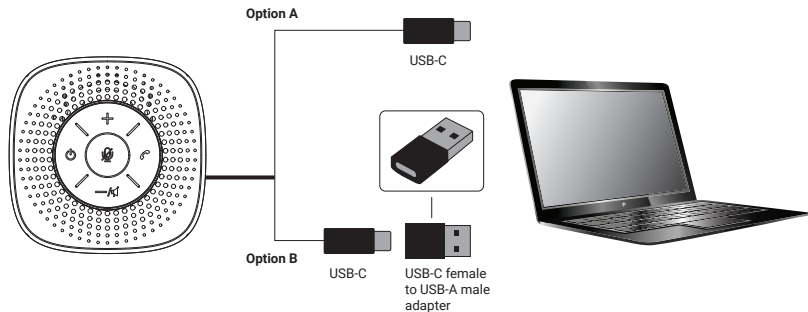 Option A
USB-C
Option B
USB-C
USB-C female
to USB-A male
adapter